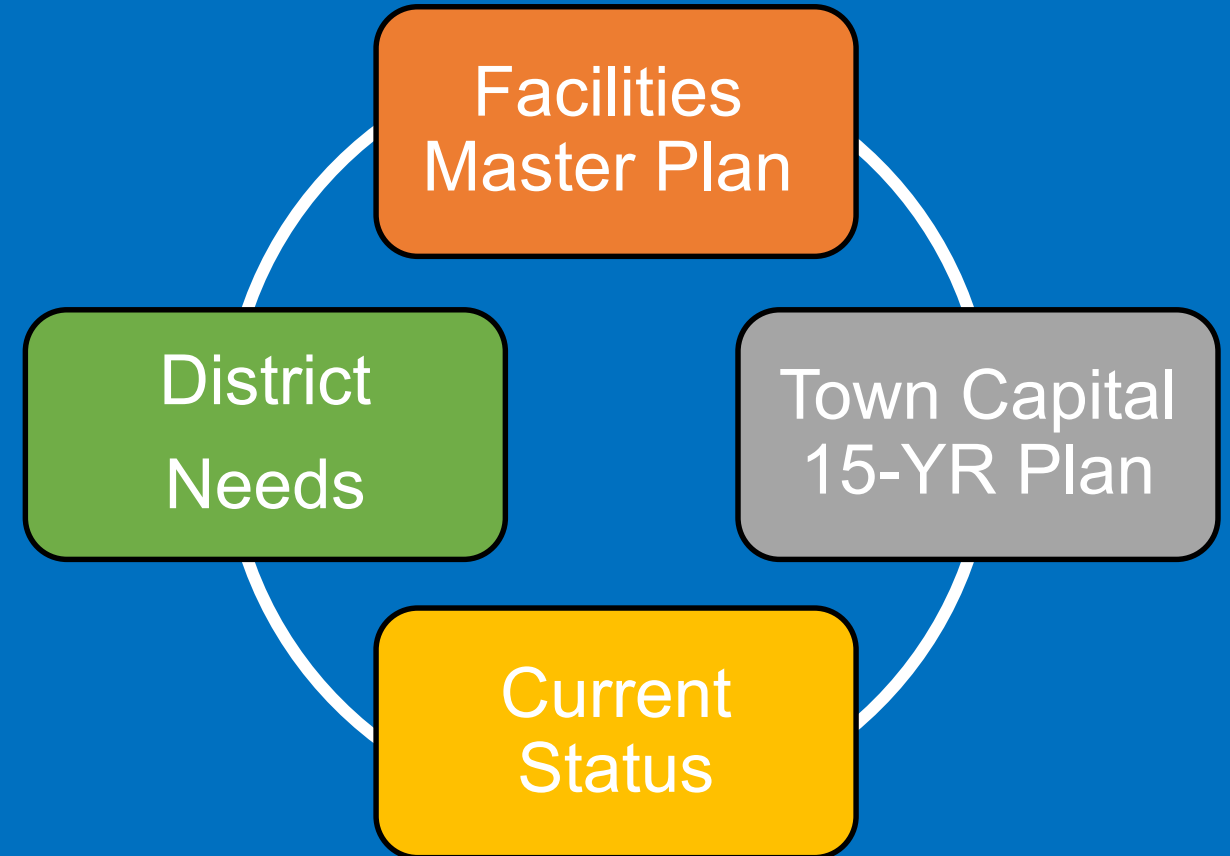 Facilities
Master Plan
District
Needs
Town Capital
15-YR Plan
Current
Status